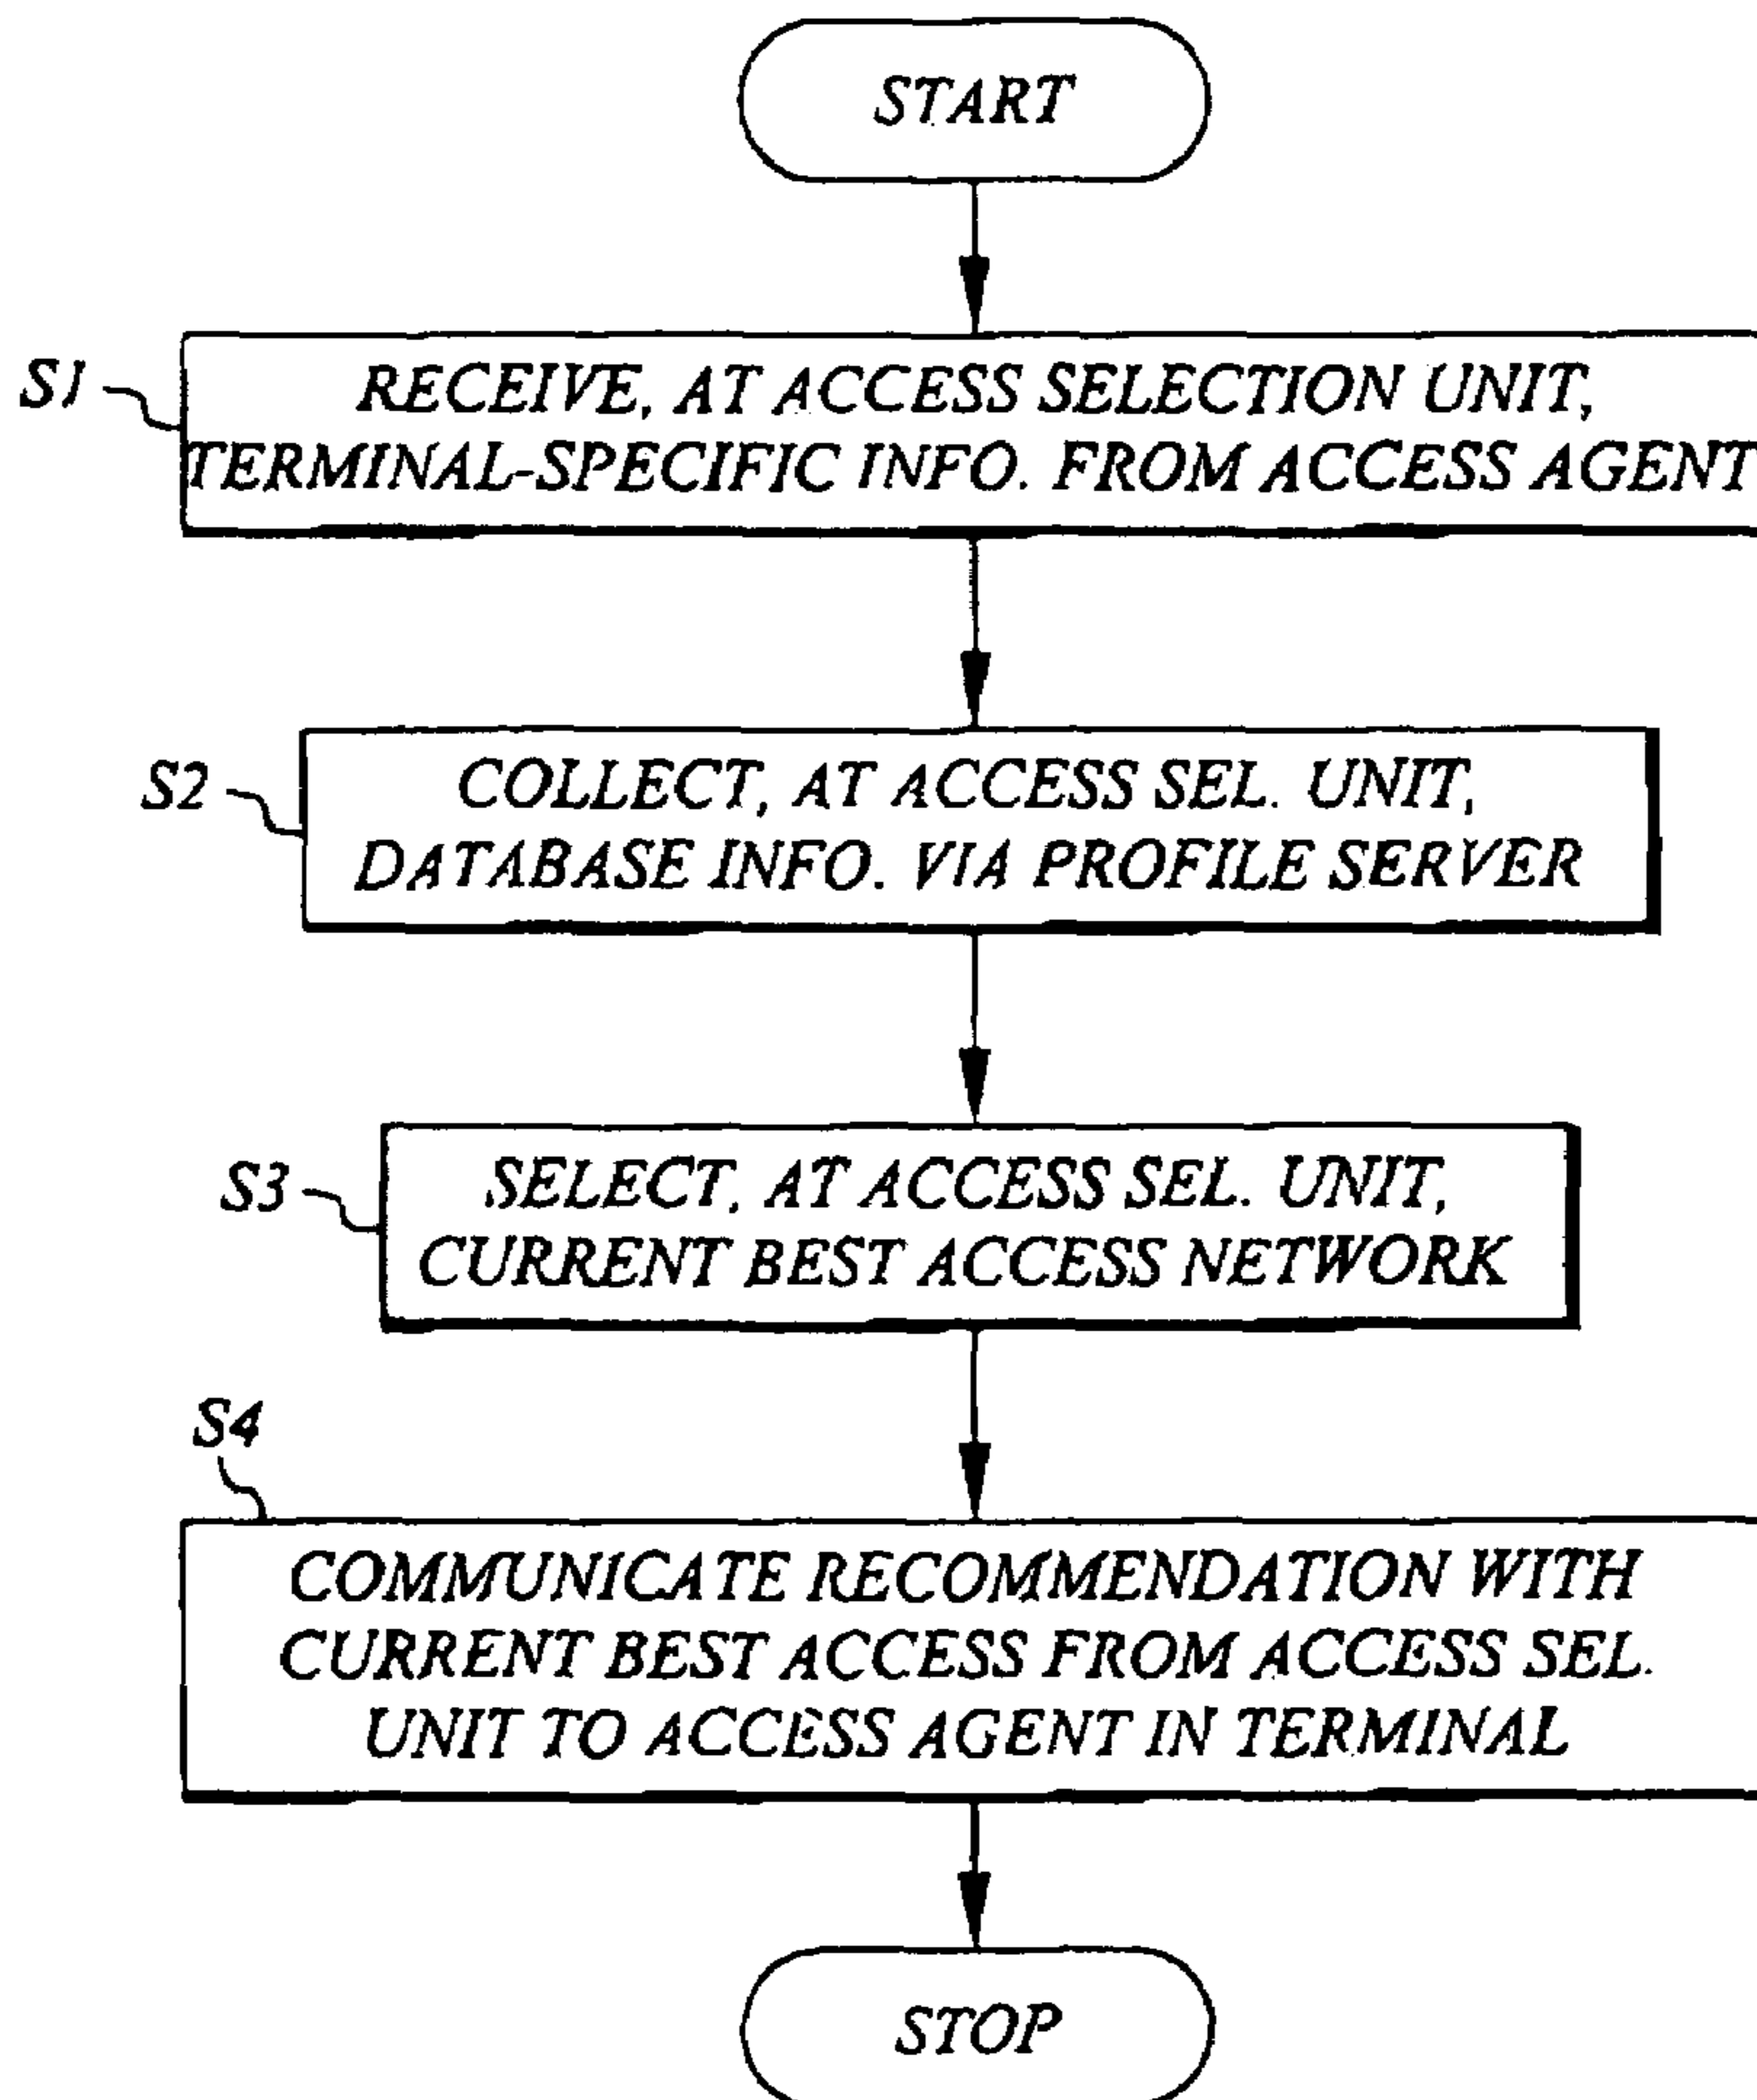 START
S1
RECEIVE, AT ACCESS SELECTION UNIT,
TERMINAL-SPECIFIC INFO. FROM ACCESS AGENT
S2
COLLECT, AT ACCESS SEL. UNIT,
DATABASE INFO. VIA PROFILE SERVER
S3
SELECT, AT ACCESS SEL. UNIT,
CURRENT BEST ACCESS NETWORK
S4
COMMUNICATE RECOMMENDATION WITH
CURRENT BEST ACCESS FROM ACCESS SEL.
UNIT TO ACCESS AGENT IN TERMINAL
STOP